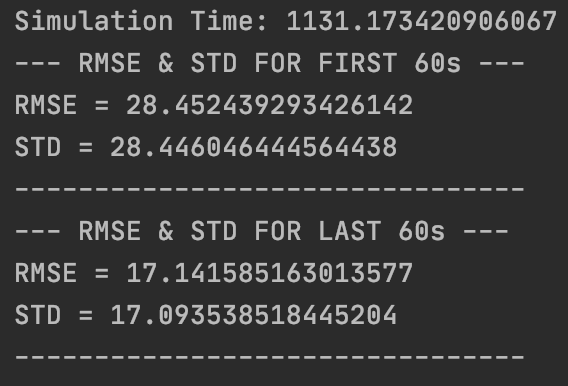 Simulation Time: 1131.173420906067
--- RMSE & STD FOR FIRST 60s ---
RMSE = 28.452439293426142
STD = 28.446046444564438
--------------------------------
--- RMSE & STD FOR LAST 60s ---
RMSE = 17.141585163013577
STD = 17.093538518445204
--------------------------------